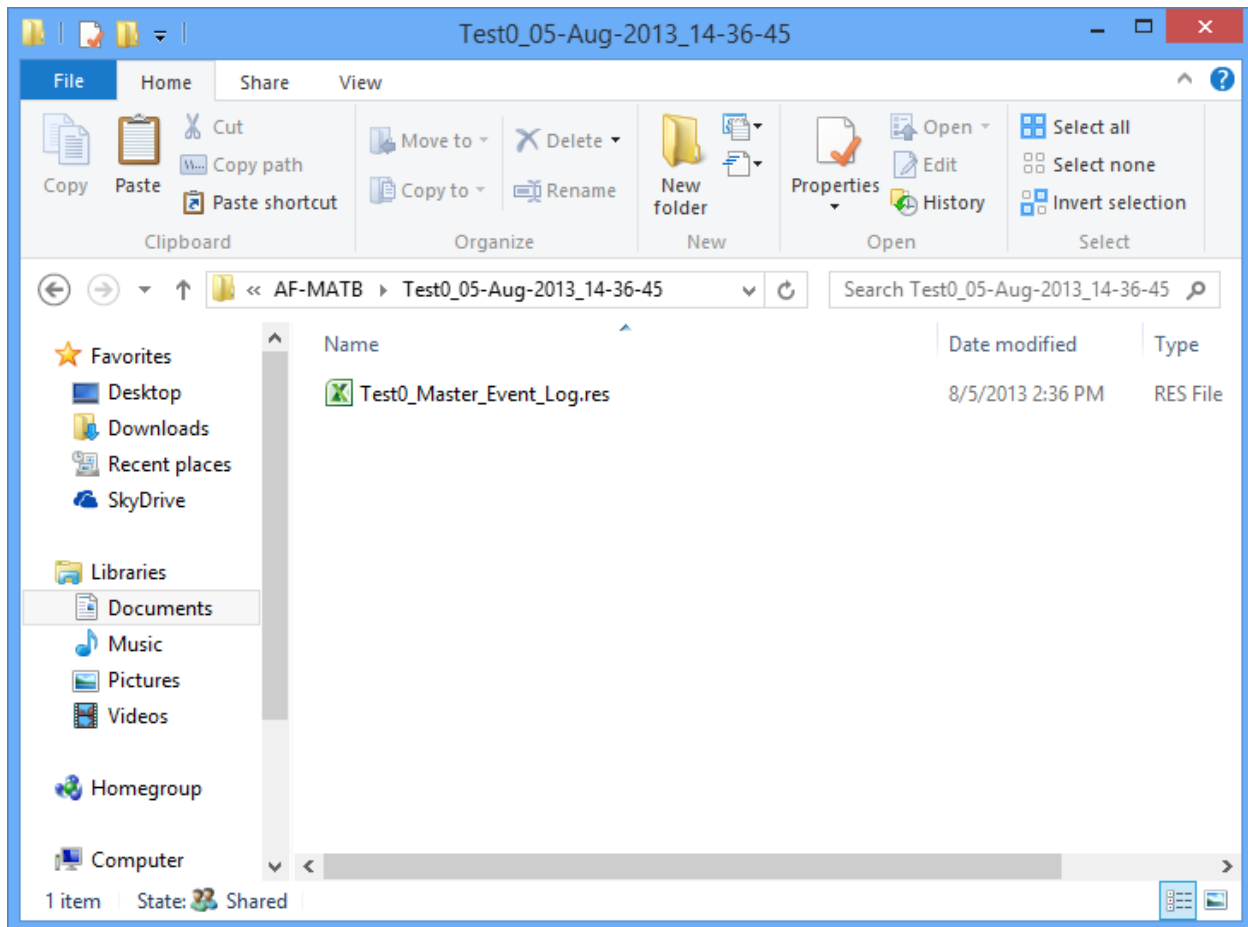 Test0_05-Aug-2013_14-36-45
File Home Share View
Copy
Paste
Cut
Copy path
Paste shortcut
Clipboard
Move to
Copy to
Delete
Rename
Organize
New
folder
New
Properties
Open
Edit
History
Open
Select all
Select none
Invert selection
Select
« AF-MATB Test0_05-Aug-2013_14-36-45
Search Test0_05-Aug-2013_14-36-45
Favorites
Desktop
Downloads
Recent places
SkyDrive
Libraries
Documents
Music
Pictures
Videos
Homegroup
Computer
Name Date modified Type
Test0_Master_Event_Log.res 8/5/2013 2:36 PM RES File
1 item State: Shared